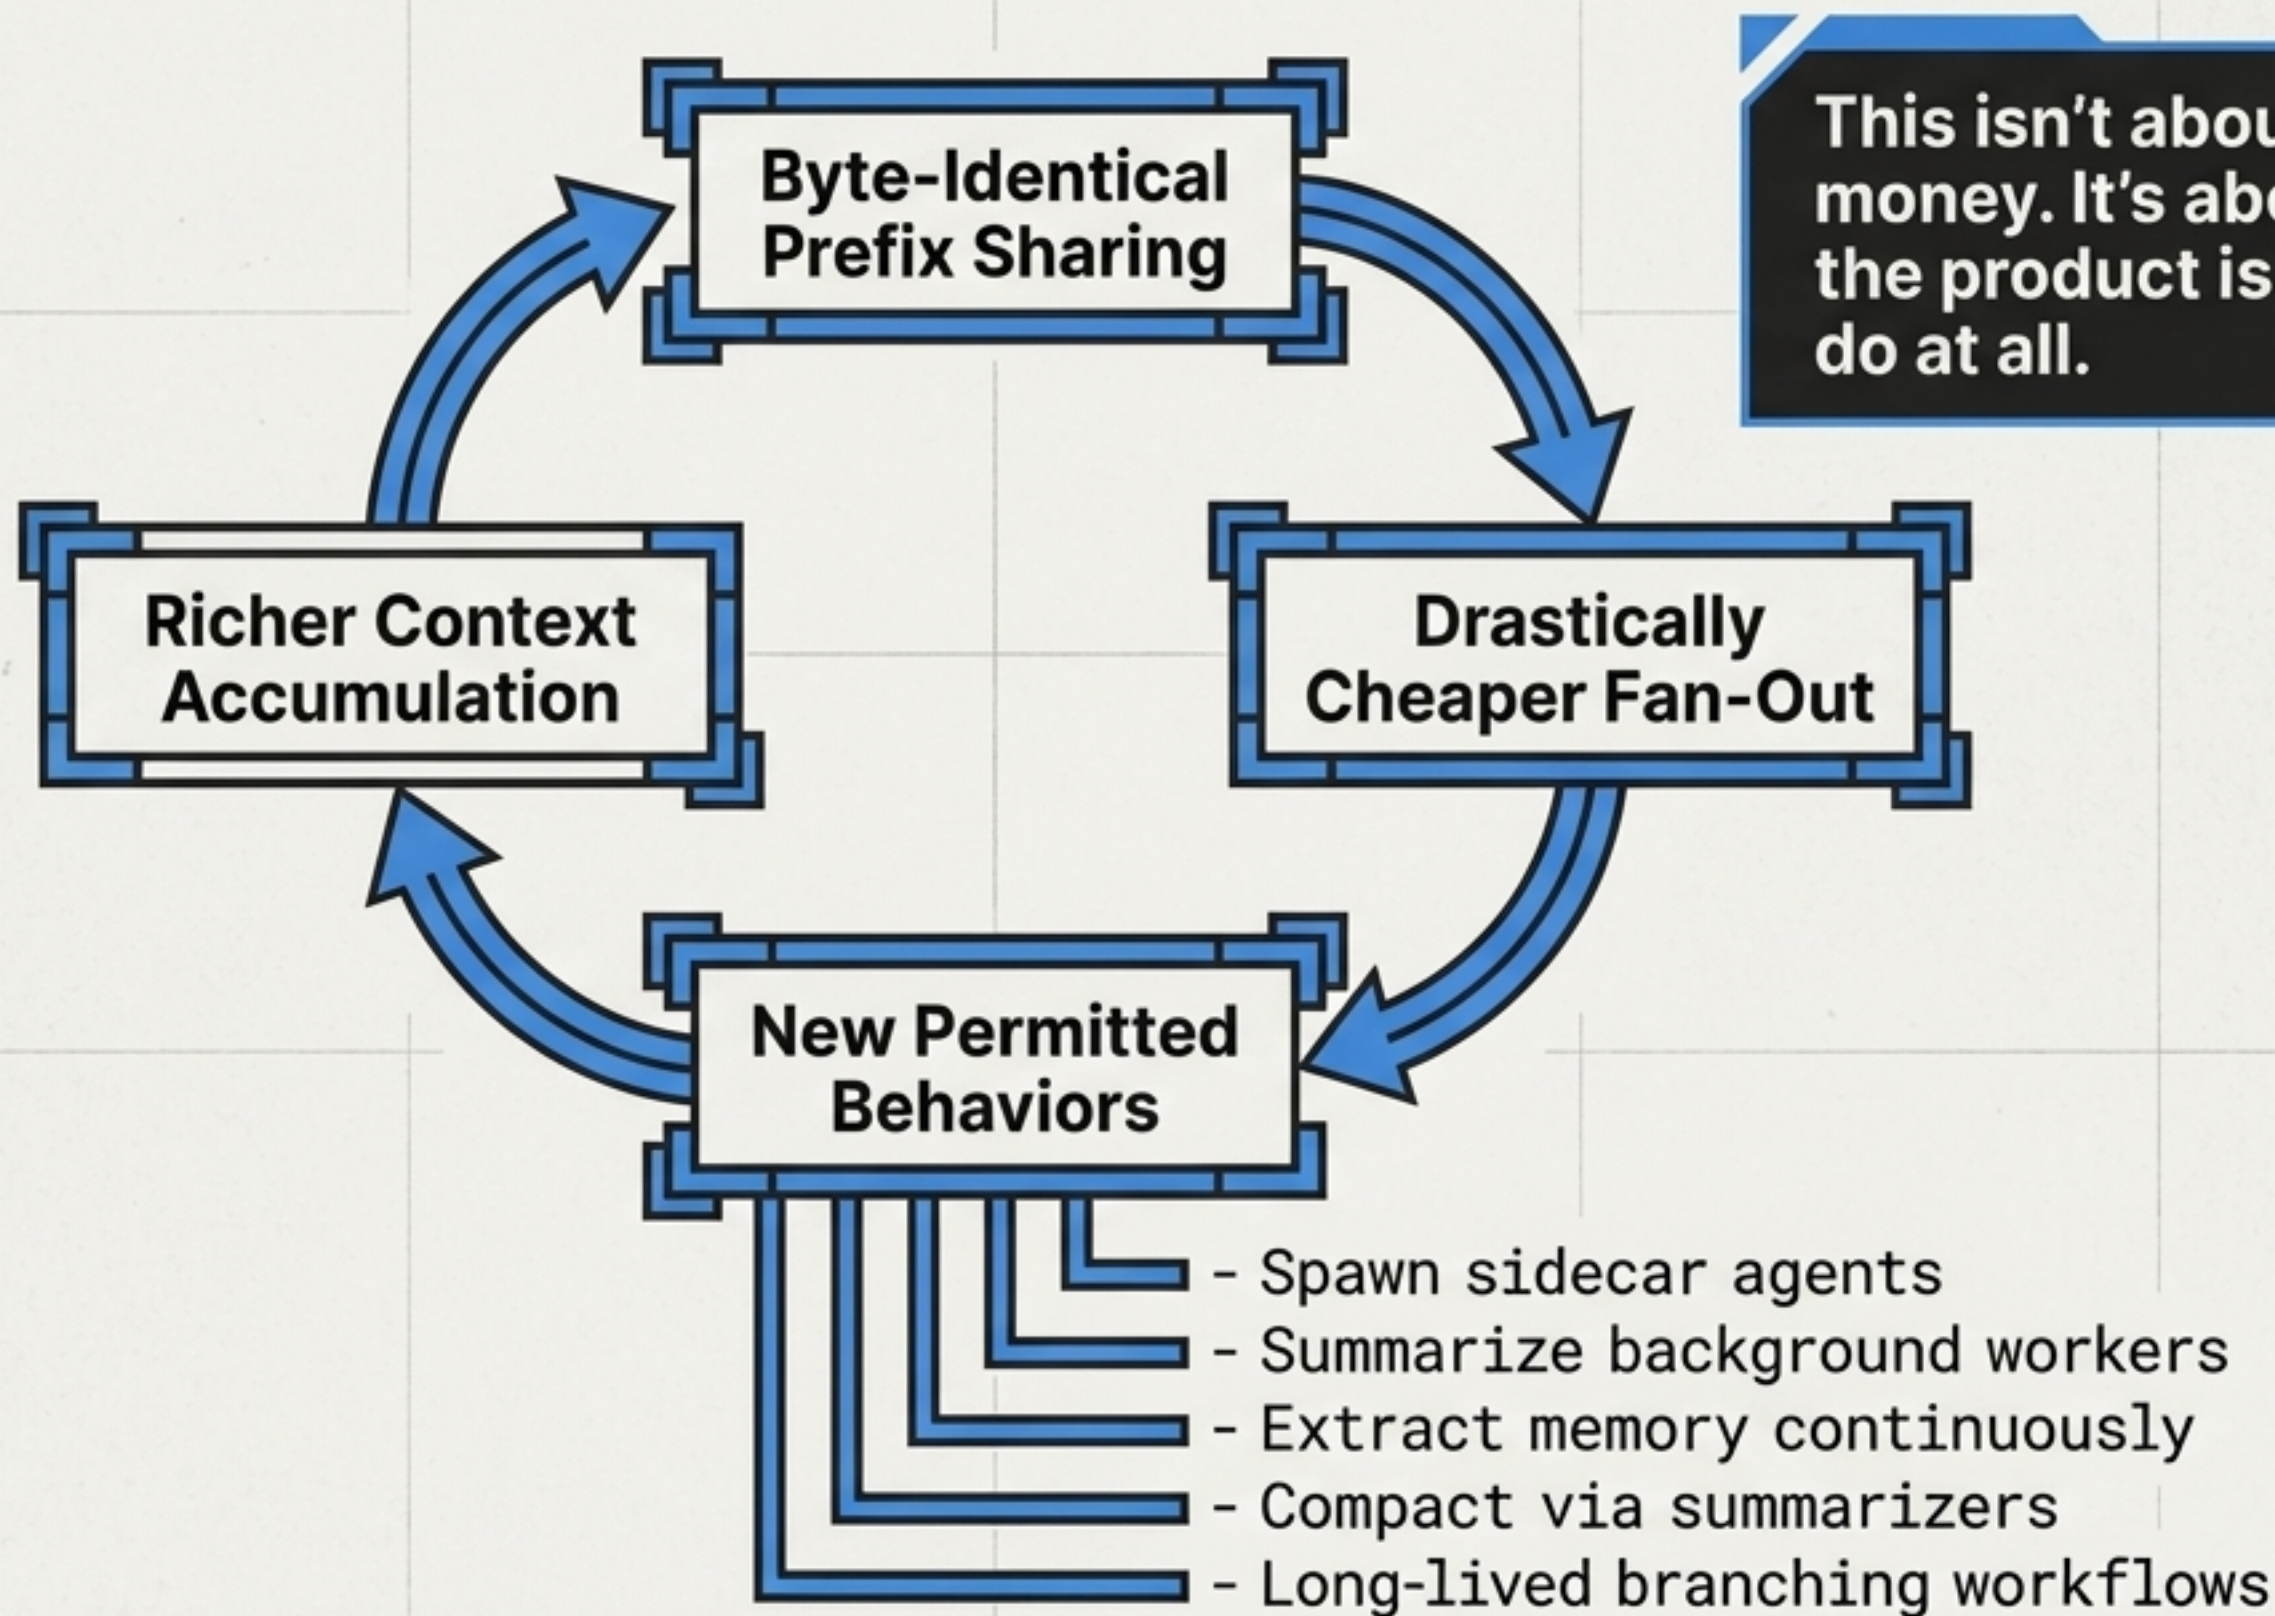 Byte-Identical
Prefix Sharing
This isn't
money. It's
the product is
do at all.
Richer Context
Accumulation
Drastically
Cheaper Fan-Out
New Permitted
Behaviors
- Spawn sidecar agents
- Summarize background workers
- Extract memory continuously
- Compact via summarizers
- Long-lived branching workflows